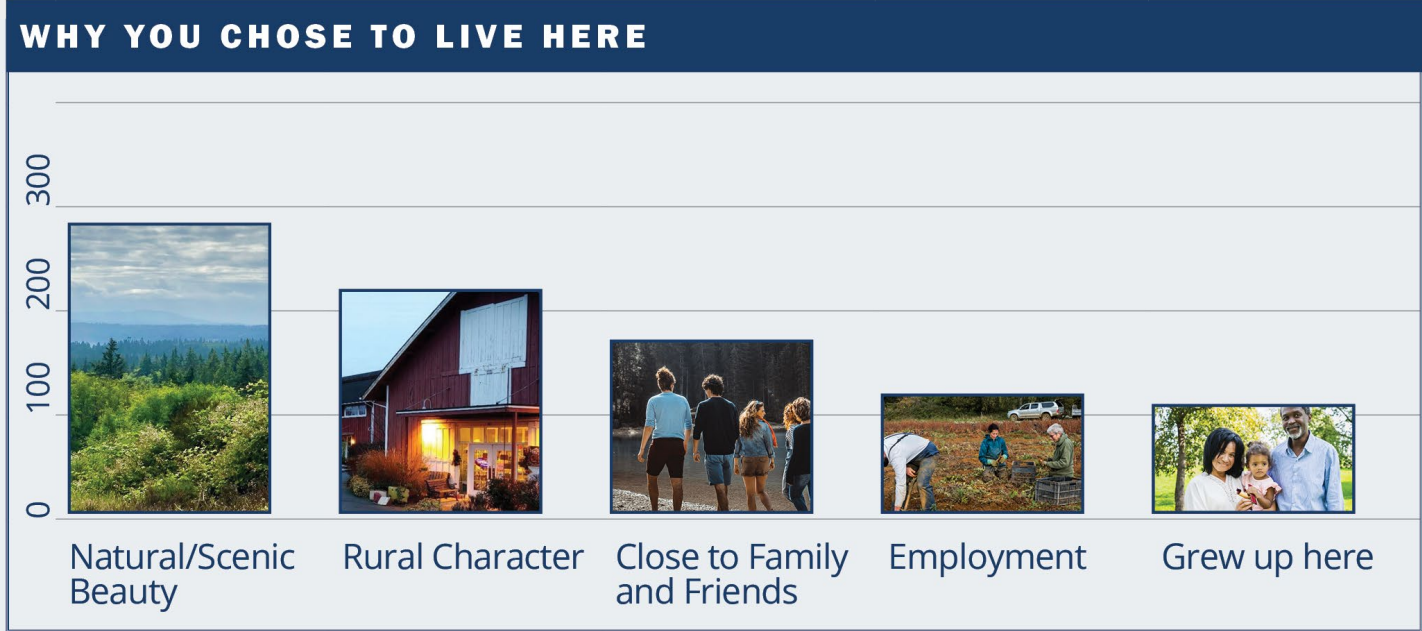 WHY YOU CHOSE TO LIVE HERE
300
200
100
0
Natural/Scenic
Beauty
Rural Character
Close to Family
and Friends
Employment
Grew up here